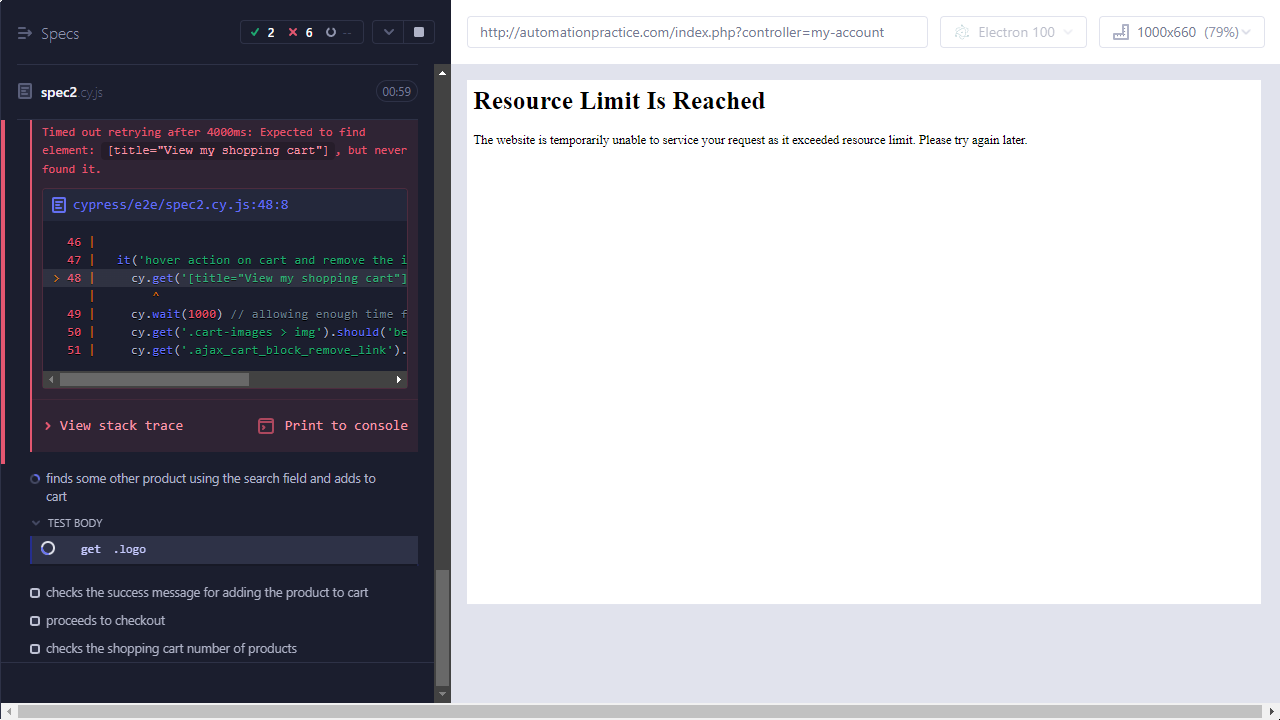 Specs
2
6
--
http://automationpractice.com/index.php?controller=my-account
Electron 100
1000x660 (79%)
spec2 cy.js
00:59
Timed out retrying after 4000ms: Expected to find
element: [title="View my shopping cart"], but never
found it.
cypress/e2e/spec2.cy.js:48:8
46 |
47 | it('hover action on cart and remove the i
> 48 | cy.get('[title="View my shopping cart"]
| ^
49 | cy.wait(1000) // allowing enough time f
50 | cy.get('.cart-images > img').should('be
51 | cy.get('.ajax_cart_block_remove_link').
View stack trace
Print to console
finds some other product using the search field and adds to
cart
TEST BODY
get .logo
checks the success message for adding the product to cart
proceeds to checkout
checks the shopping cart number of products
Resource Limit Is Reached
The website is temporarily unable to service your request as it exceeded resource limit. Please try again later.